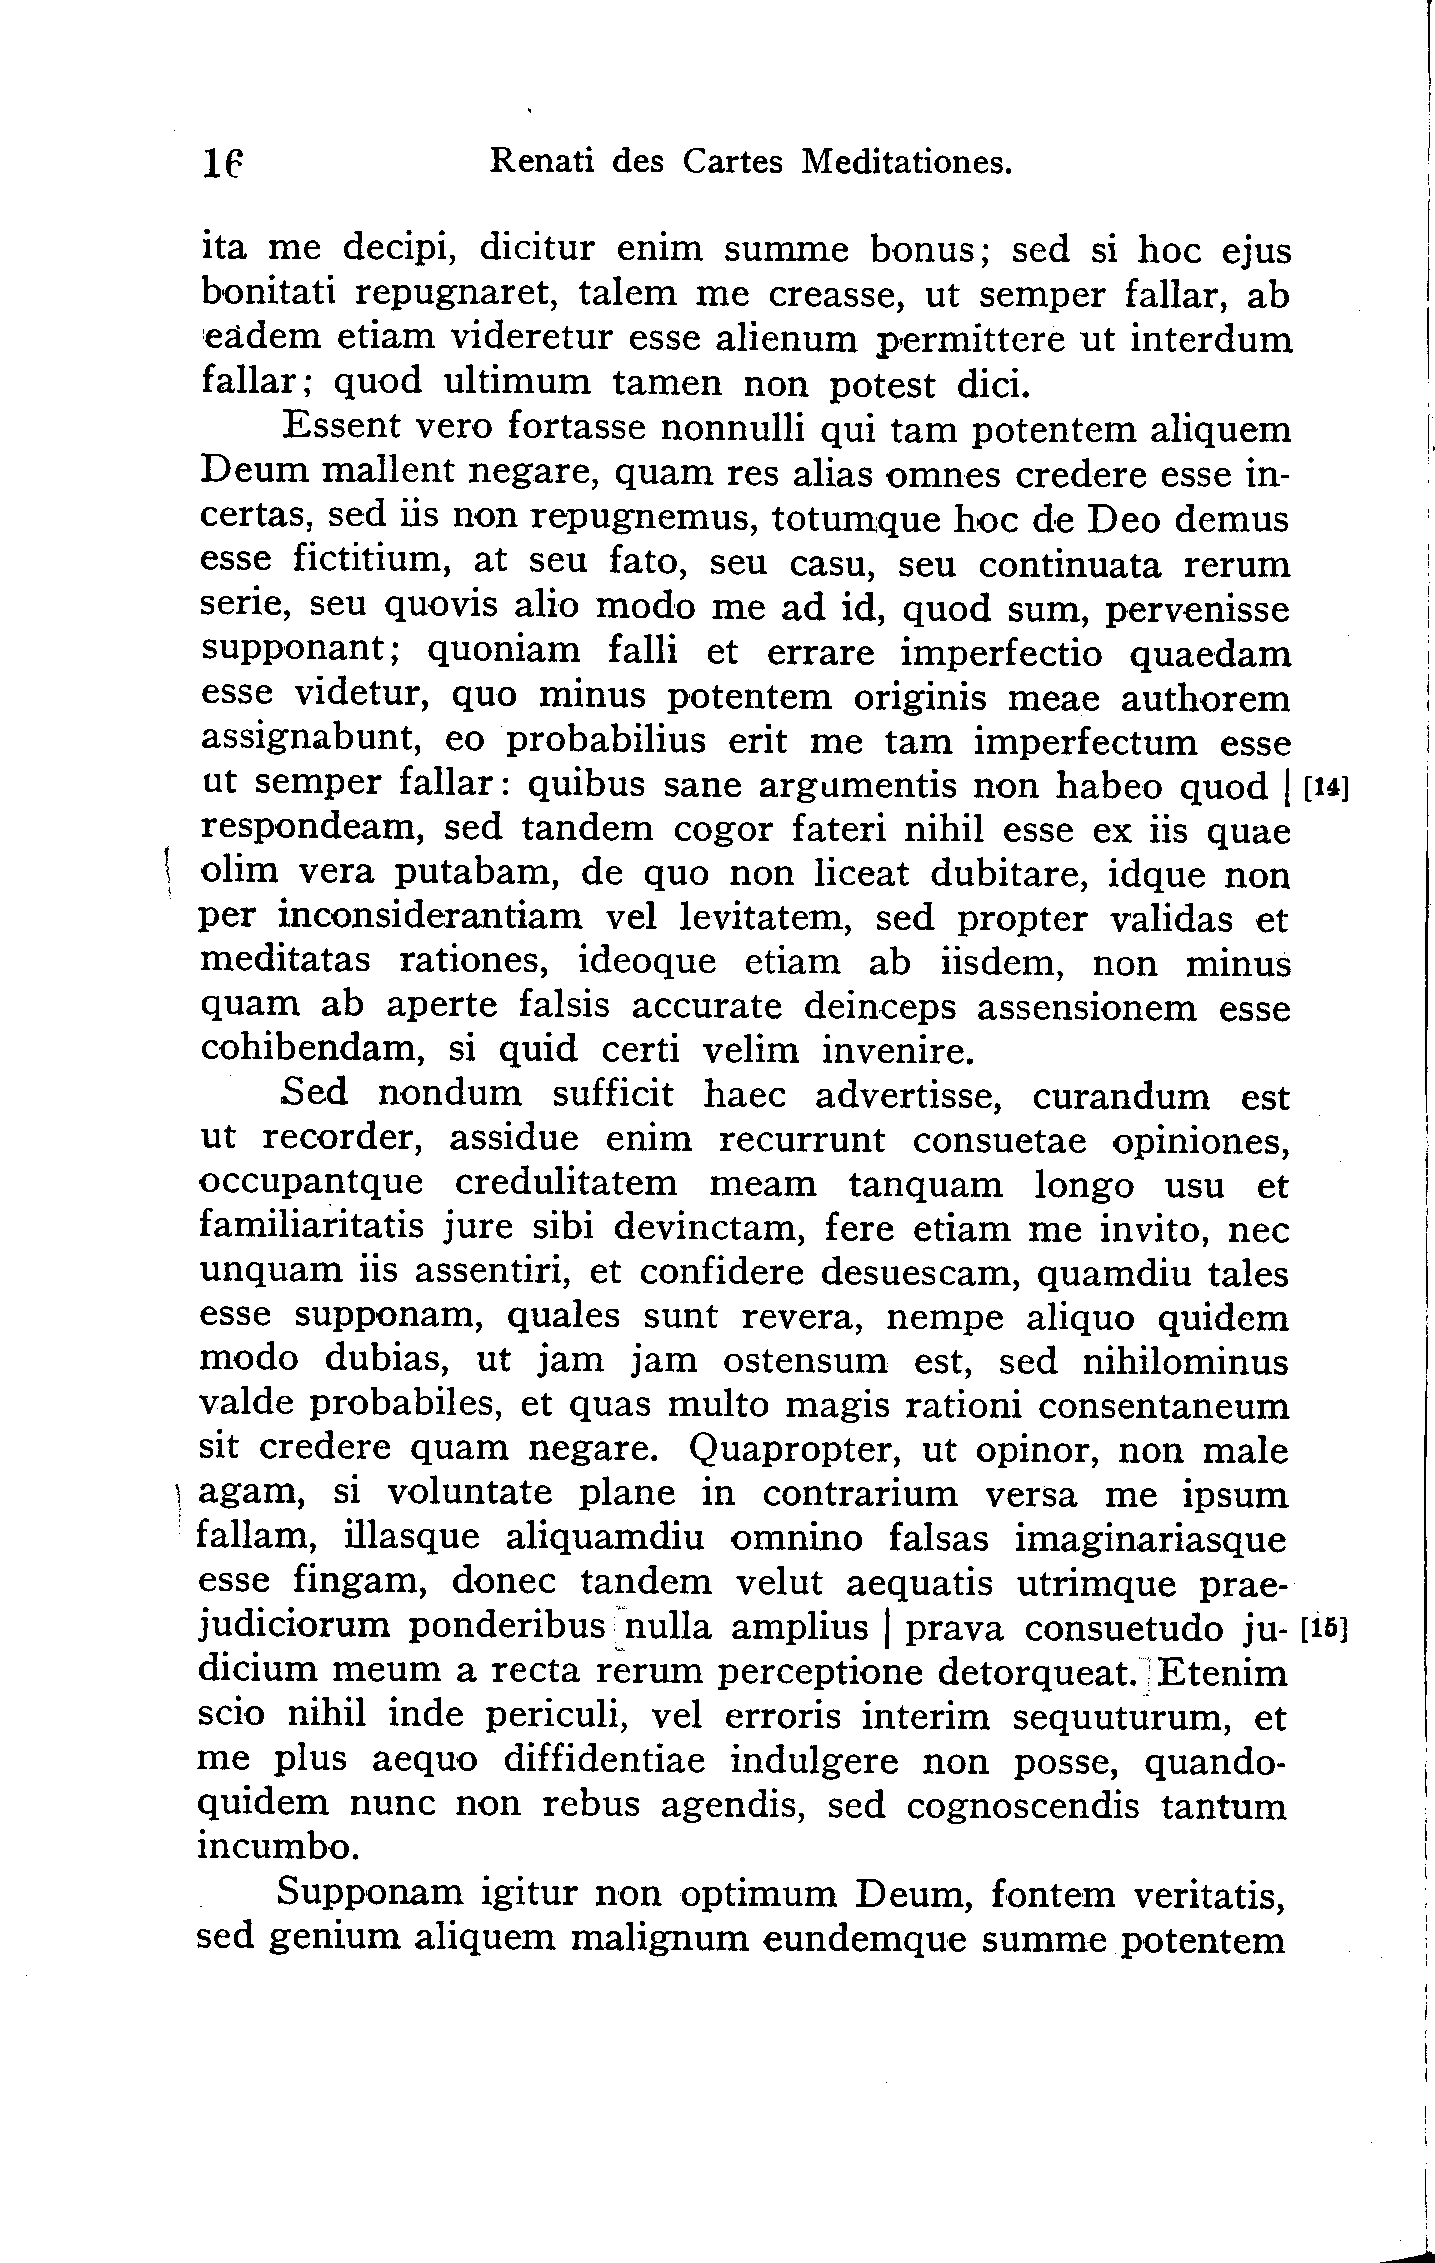 16 Renati des Cartes Meditationes.
ita me decipi, dicitur enim summe bonus; sed si hoc ejus
bonitati repugnaret, talem me creasse, ut semper fallar, ab
eâdem etiam videretur esse alienum permittere ut interdum
fallar; quod ultimum tamen non potest dici.
Essent vero fortasse nonnulli qui tam potentem aliquem
Deum mallent negare, quam res alias omnes credere esse in-
certas, sed iis non repugnemus, totumque hoc de Deo demus
esse fictitium, at seu fato, seu casu, seu continuata rerum
serie, seu quovis alio modo me ad id, quod sum, pervenisse
supponant; quoniam falli et errare imperfectio quaedam
esse videtur, quo minus potentem originis meae authorem
assignabunt, eo probabilius erit me tam imperfectum esse
ut semper fallar: quibus sane argumentis non habeo quod | [14]
respondeam, sed tandem cogor fateri nihil esse ex iis quae
olim vera putabam, de quo non liceat dubitare, idque non
per inconsiderantiam vel levitatem, sed propter validas et
meditatas rationes, ideoque etiam ab iisdem, non minus
quam ab aperte falsis accurate deinceps assensionem esse
cohibendam, si quid certi velim invenire.
Sed nondum sufficit haec advertisse, curandum est
ut recorder, assidue enim recurrunt consuetae opiniones,
occupantque credulitatem meam tanquam longo usu et
familiaritatis jure sibi devinctam, fere etiam me invito, nec
unquam iis assentiri, et confidere desuescam, quamdiu tales
esse supponam, quales sunt revera, nempe aliquo quidem
modo dubias, ut jam jam ostensum est, sed nihilominus
valde probabiles, et quas multo magis rationi consentaneum
sit credere quam negare. Quapropter, ut opinor, non male
agam, si voluntate plane in contrarium versa me ipsum
fallam, illasque aliquamdiu omnino falsas imaginariasque
esse fingam, donec tandem velut aequatis utrimque prae-
judiciorum ponderibus nulla amplius | prava consuetudo ju- [15]
dicium meum a recta rerum perceptione detorqueat. Etenim
scio nihil inde periculi, vel erroris interim sequuturum, et
me plus aequo diffidentiae indulgere non posse, quando-
quidem nunc non rebus agendis, sed cognoscendis tantum
incumbo.
Supponam igitur non optimum Deum, fontem veritatis,
sed genium aliquem malignum eundemque summe potentem